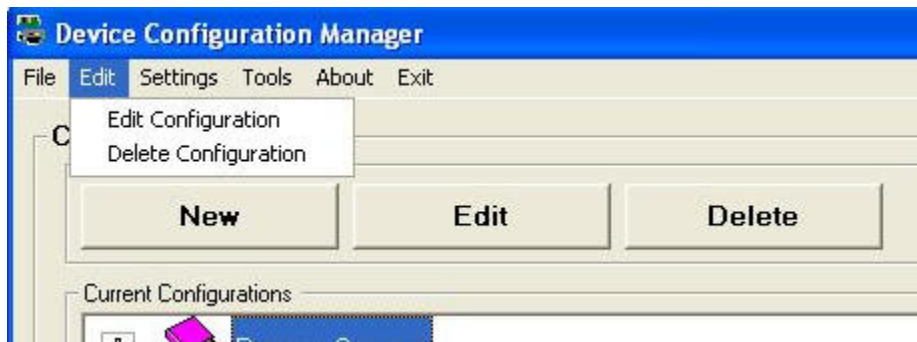 Device Configuration Manager
File Edit Settings Tools About Exit
Edit Configuration
C
Delete Configuration
New Edit Delete
Current Configurations